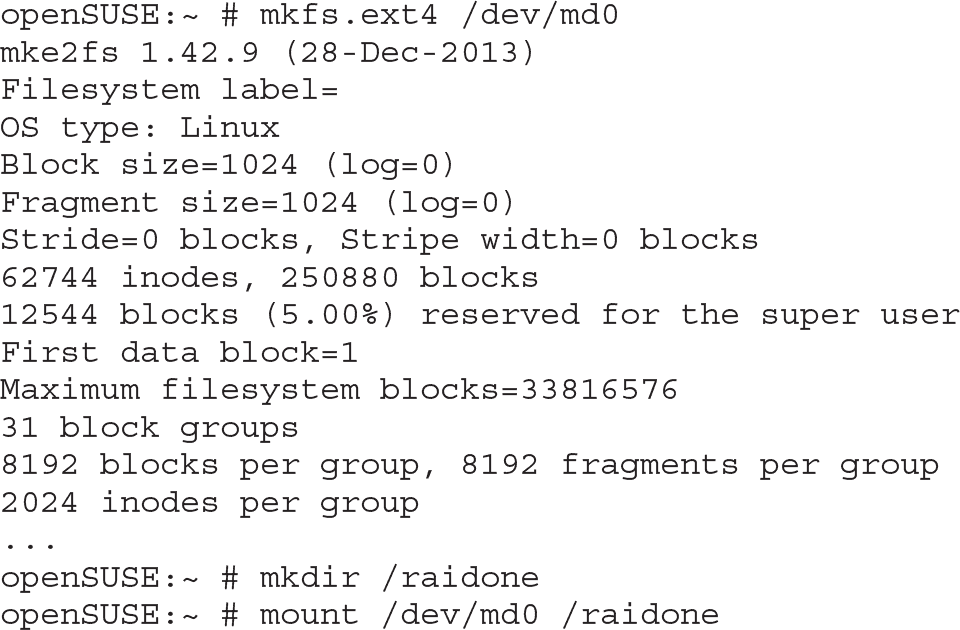 openSUSE:~ # mkfs.ext4 /dev/md0
mke2fs 1.42.9 (28-Dec-2013)
Filesystem label=
OS type: Linux
Block size=1024 (log=0)
Fragment size=1024 (log=0)
Stride=0 blocks, Stripe width=0 blocks
62744 inodes, 250880 blocks
12544 blocks (5.00%) reserved for the super user
First data block=1
Maximum filesystem blocks=33816576
31 block groups
8192 blocks per group, 8192 fragments per group
2024 inodes per group
...
openSUSE:~ # mkdir /raidone
openSUSE:~ # mount /dev/md0 /raidone